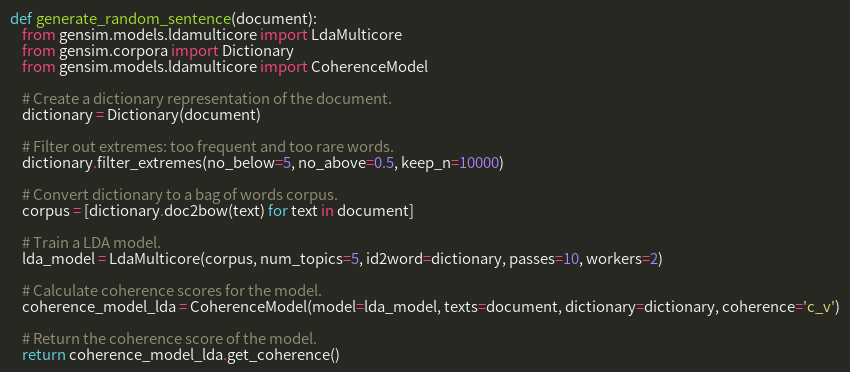 def generate_random_sentence(document):
from gensim.models.ldamulticore import LdaMulticore
from gensim.corpora import Dictionary
from gensim.models.ldamulticore import CoherenceModel
# Create a dictionary representation of the document.
dictionary = Dictionary(document)
# Filter out extremes: too frequent and too rare words.
dictionary.filter_extremes(no_below=5, no_above=0.5, keep_n=10000)
# Convert dictionary to a bag of words corpus.
corpus = [dictionary.doc2bow(text) for text in document]
# Train a LDA model.
lda_model = LdaMulticore(corpus, num_topics=5, id2word=dictionary, passes=10, workers=2)
# Calculate coherence scores for the model.
coherence_model_lda = CoherenceModel(model=lda_model, texts=document, dictionary=dictionary, coherence='c_v')
# Return the coherence score of the model.
return coherence_model_lda.get_coherence()